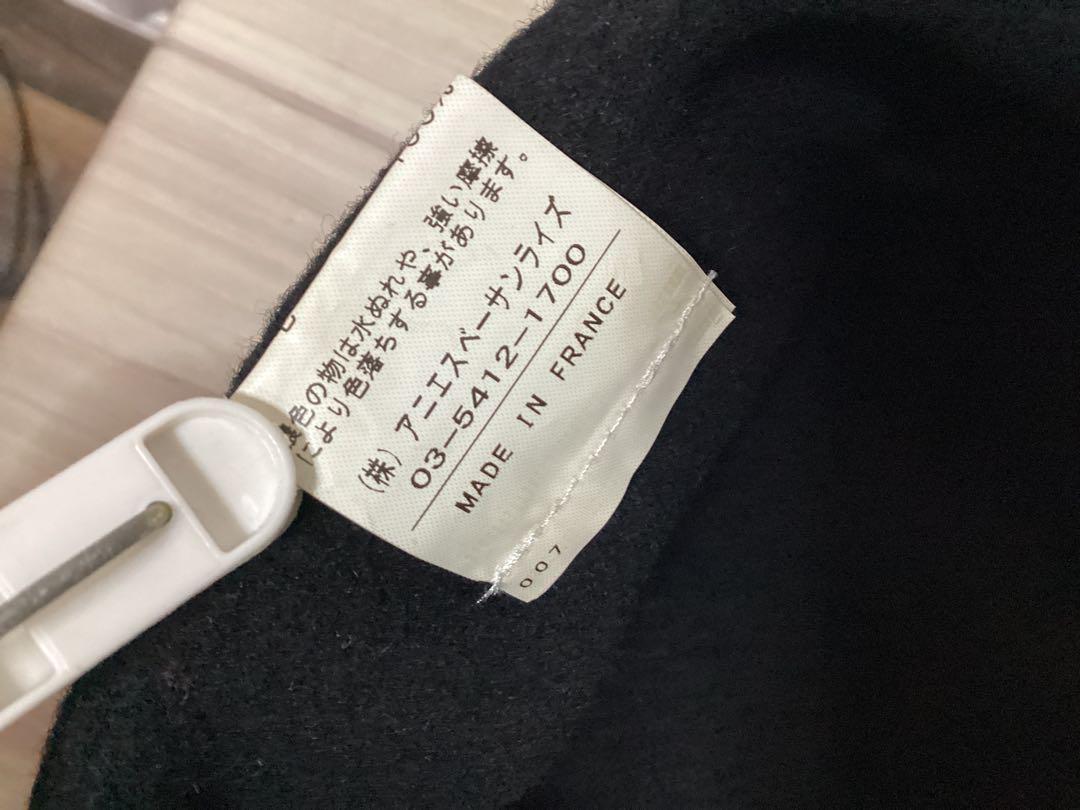 100%
色の物は水ぬれや、強い摩擦
により色落ちする事があります。
(株) アニエスベーサンライズ
03-5412-1700
MADE IN FRANCE
007